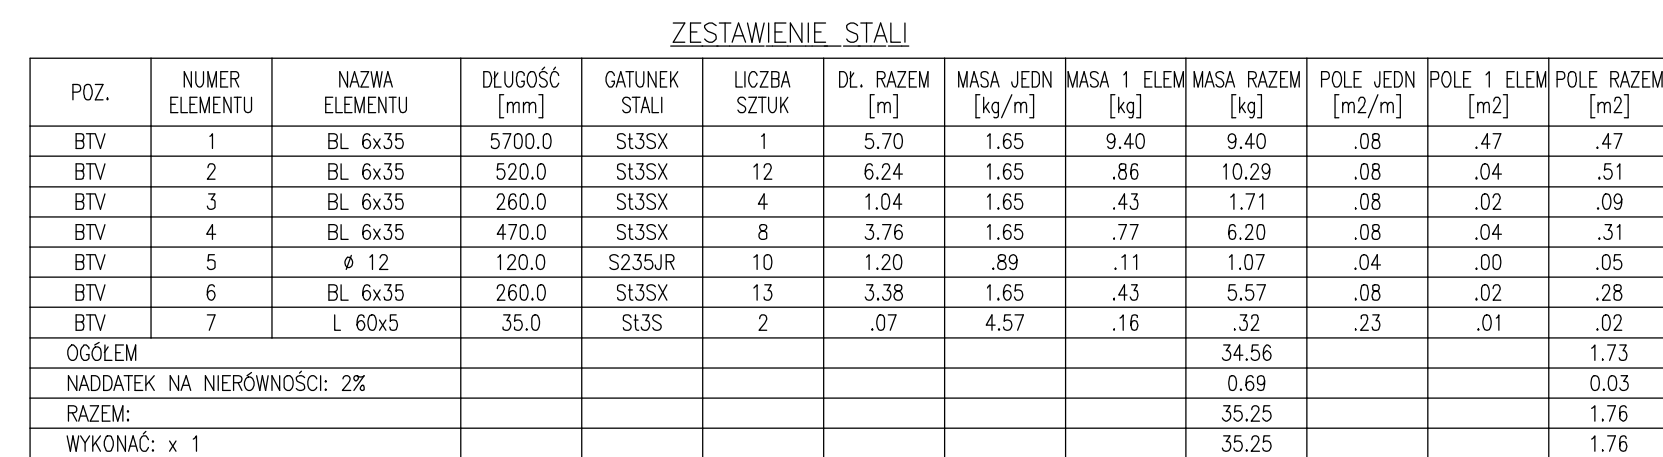 ZESTAWIENIE STALI
POZ. NUMER ELEMENTU NAZWA ELEMENTU DŁUGOŚĆ [mm] GATUNEK STALI LICZBA SZTUK DŁ. RAZEM [m] MASA JEDN [kg/m] MASA 1 ELEM [kg] MASA RAZEM [kg] POLE JEDN [m2/m] POLE 1 ELEM [m2] POLE RAZEM [m2]
BTV 1 BL 6x35 5700.0 St3SX 1 5.70 1.65 9.40 9.40 .08 .47 .47
BTV 2 BL 6x35 520.0 St3SX 12 6.24 1.65 .86 10.29 .08 .04 .51
BTV 3 BL 6x35 260.0 St3SX 4 1.04 1.65 .43 1.71 .08 .02 .09
BTV 4 BL 6x35 470.0 St3SX 8 3.76 1.65 .77 6.20 .08 .04 .31
BTV 5 ø 12 120.0 S235JR 10 1.20 .89 .11 1.07 .04 .00 .05
BTV 6 BL 6x35 260.0 St3SX 13 3.38 1.65 .43 5.57 .08 .02 .28
BTV 7 L 60x5 35.0 St3S 2 .07 4.57 .16 .32 .23 .01 .02
OGÓŁEM 34.56 1.73
NADDATEK NA NIERÓWNOŚCI: 2% 0.69 0.03
RAZEM: 35.25 1.76
WYKONAĆ: x 1 35.25 1.76